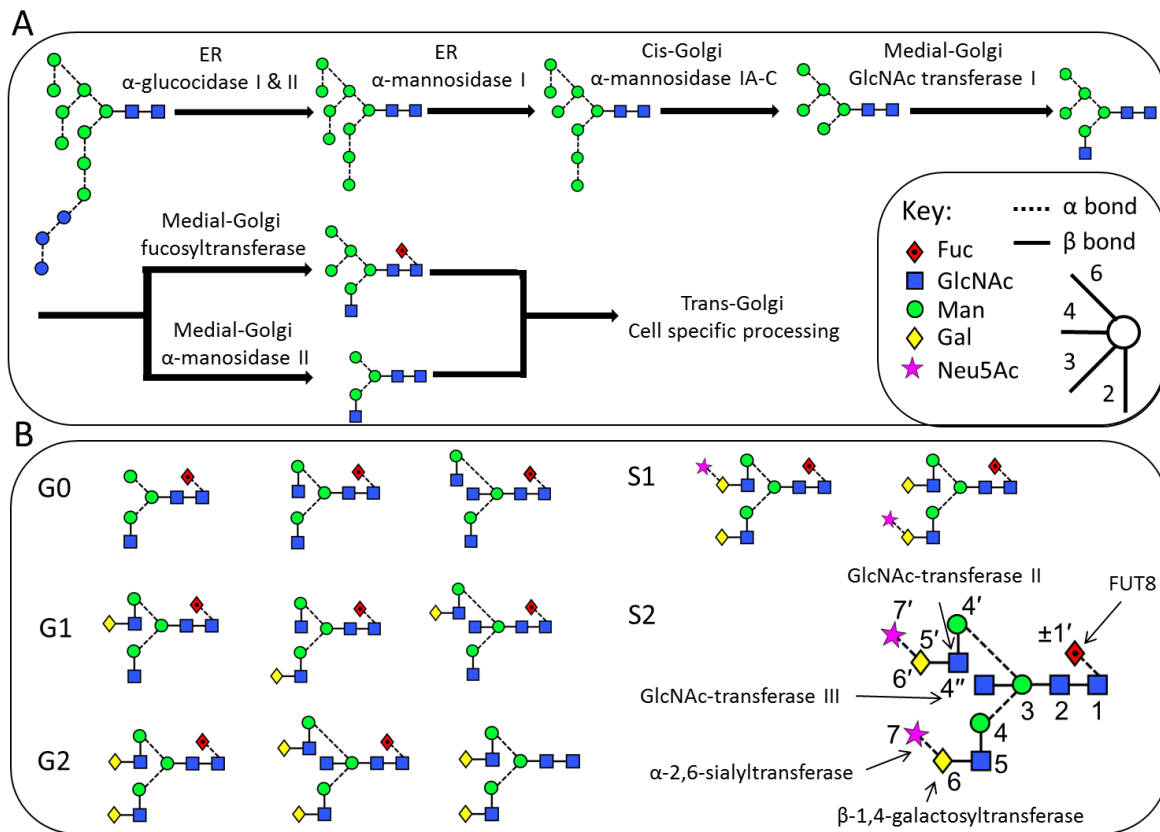 A
ER
α-glucocidase I & II
ER
α-mannosidase I
Cis-Golgi
α-mannosidase IA-C
Medial-Golgi
GlcNAc transferase I
Medial-Golgi
fucosyltransferase
Medial-Golgi
α-manosidase II
Trans-Golgi
Cell specific processing
Key:
Fuc
GlcNAc
Man
Gal
Neu5Ac
α bond
β bond
6
4
3
2
B
G0
G1
G2
S1
S2
GlcNAc-transferase II
FUT8
GlcNAc-transferase III
α-2,6-sialyltransferase
β-1,4-galactosyltransferase
7′
4′
±1′
5′
6′
4″
3
2
1
4
7
6
5